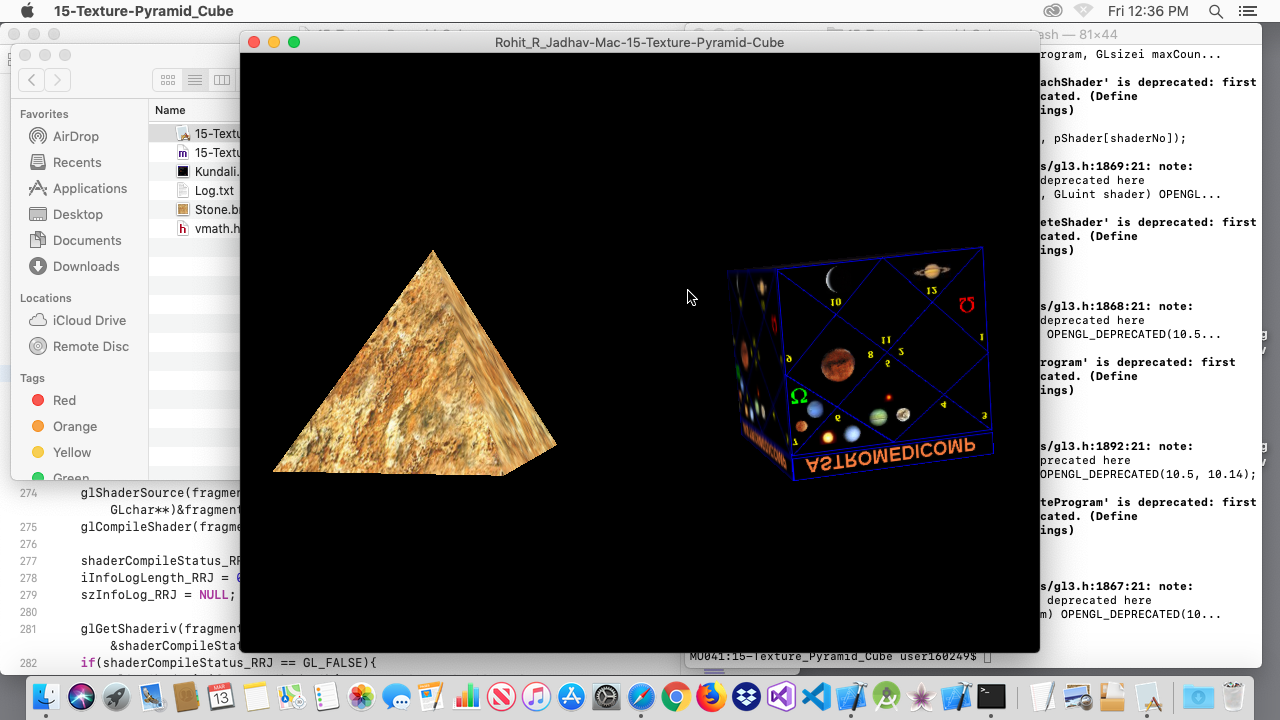 15-Texture-Pyramid_Cube
Fri 12:36 PM
Rohit_R_Jadhav-Mac-15-Texture-Pyramid-Cube
ash — 81×44
Favorites
AirDrop
Recents
Applications
Desktop
Documents
Downloads
Locations
iCloud Drive
Remote Disc
Tags
Red
Orange
Yellow
Green
Name
15-Textu
15-Textu
Kundali.
Log.txt
Stone.b
vmath.h
274 glShaderSource(fragme
GLchar**)&fragment
275 glCompileShader(fragme
276
277 shaderCompileStatus_RR
278 iInfoLogLength_RRJ = 0
279 szInfoLog_RRJ = NULL;
280
281 glGetShaderiv(fragment
&shaderCompileStat
282 if(shaderCompileStatus_RRJ == GL_FALSE){
10
12
11
1
9
8
2
5
4
6
3
7
Ω
Ω
ASTROMEDICOMP
rogram, GLsizei maxCoun...
achShader' is deprecated: first
cated. (Define
ings)
, pShader[shaderNo]);
s/gl3.h:1869:21: note:
deprecated here
, GLuint shader) OPENGL...
eteShader' is deprecated: first
cated. (Define
ings)
s/gl3.h:1868:21: note:
deprecated here
OPENGL_DEPRECATED(10.5...
rogram' is deprecated: first
cated. (Define
ings)
s/gl3.h:1892:21: note:
precated here
OPENGL_DEPRECATED(10.5, 10.14);
teProgram' is deprecated: first
cated. (Define
ings)
s/gl3.h:1867:21: note:
deprecated here
m) OPENGL_DEPRECATED(10...
MU041:15-Texture_Pyramid_Cube user160249$
MAR
13